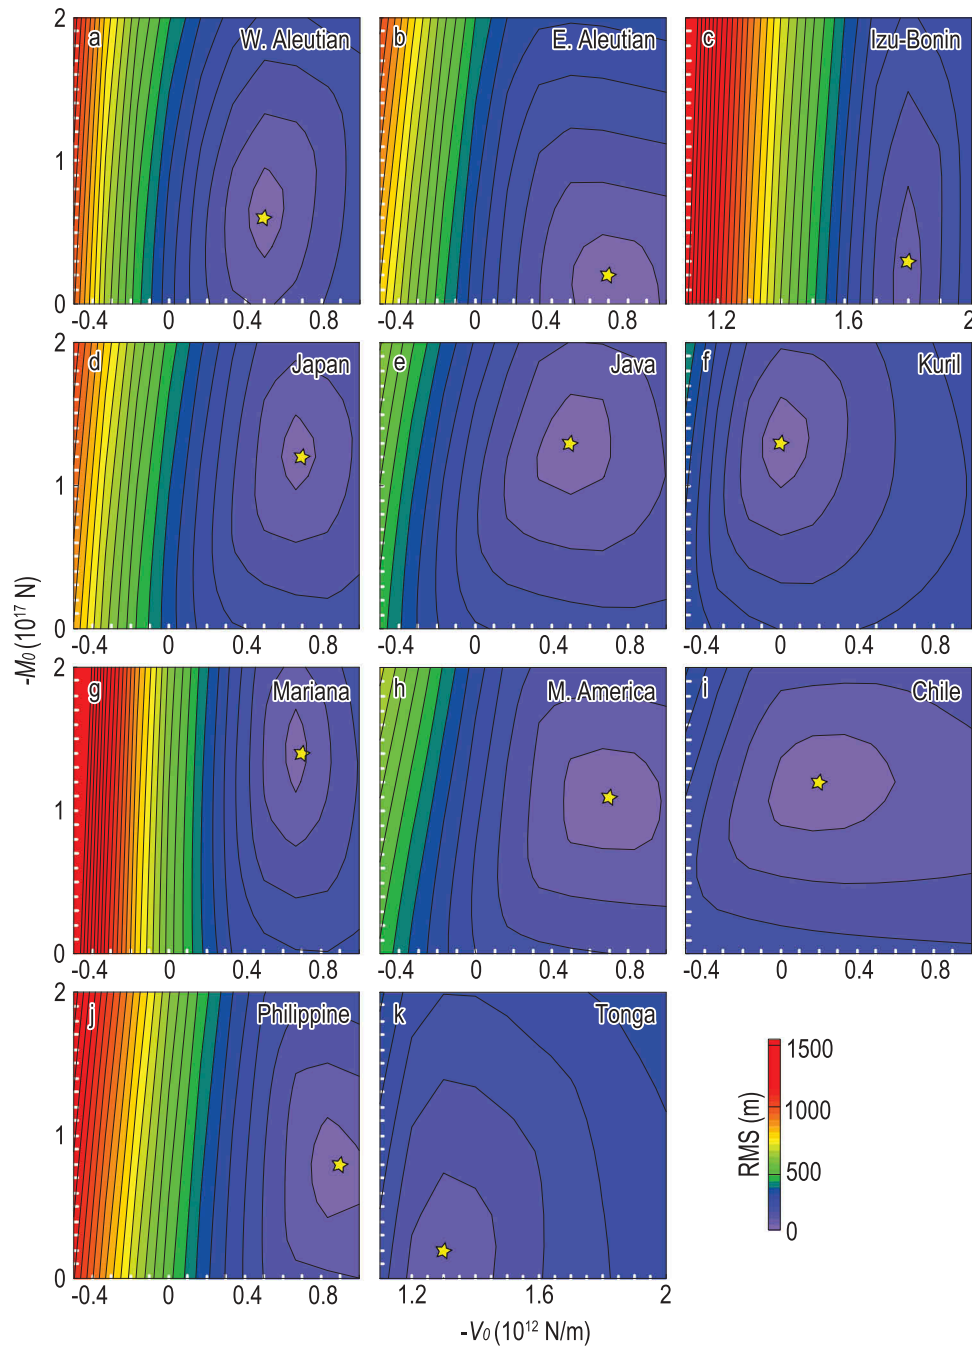 2 a W. Aleutian b E. Aleutian c Izu-Bonin
1
0
-0.4 0 0.4 0.8 -0.4 0 0.4 0.8 1.2 1.6 2
2 d Japan e Java f Kuril
1
0
-0.4 0 0.4 0.8 -0.4 0 0.4 0.8 -0.4 0 0.4 0.8
-M0 (10^17 N)
2 g Mariana h M. America i Chile
1
0
-0.4 0 0.4 0.8 -0.4 0 0.4 0.8 -0.4 0 0.4 0.8
2 j Philippine k Tonga
1
0
-0.4 0 0.4 0.8 1.2 1.6 2
-V0 (10^12 N/m)
RMS (m)
1500
1000
500
0